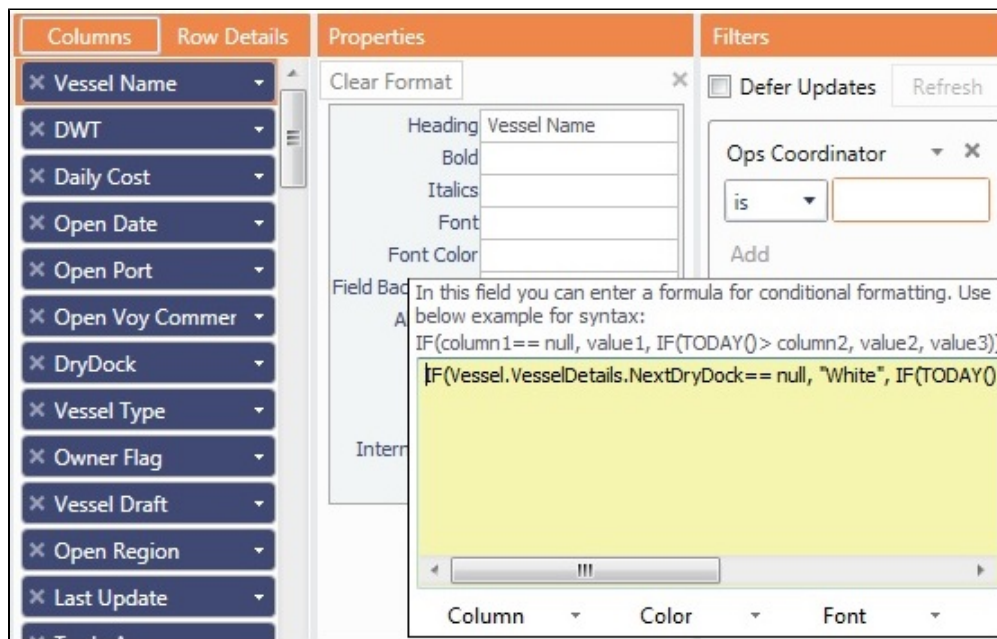 Columns
Row Details
Vessel Name
DWT
Daily Cost
Open Date
Open Port
Open Voy Commer
DryDock
Vessel Type
Owner Flag
Vessel Draft
Open Region
Last Update
Properties
Clear Format
Heading Vessel Name
Bold
Italics
Font
Font Color
Field Bac
A
Intern
In this field you can enter a formula for conditional formatting. Use
below example for syntax:
IF(column1== null, value1, IF(TODAY()> column2, value2, value3))
IF(Vessel.VesselDetails.NextDryDock== null, "White", IF(TODAY()
Column Color Font
Filters
Defer Updates Refresh
Ops Coordinator
is
Add